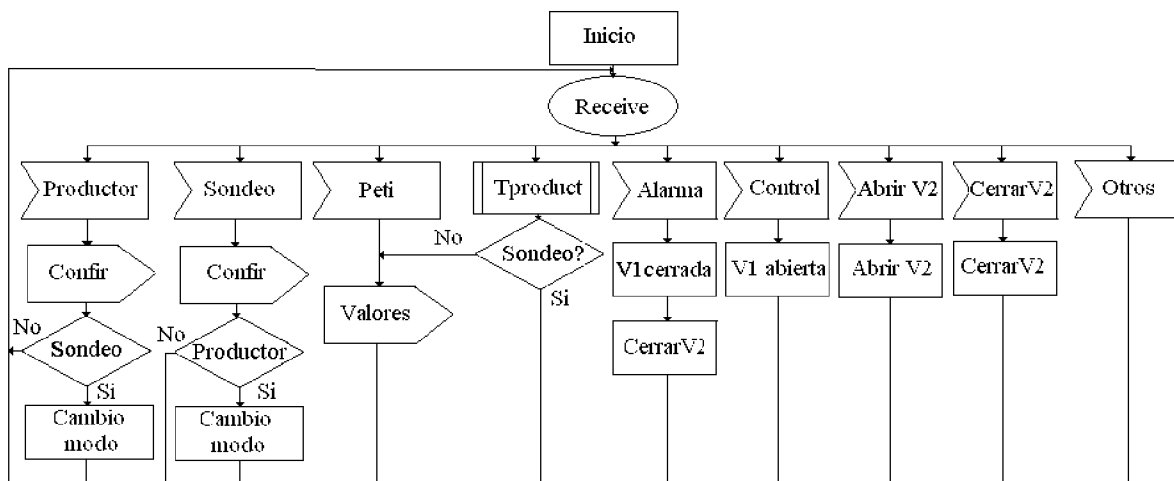 Inicio
Receive
Productor
Sondeo
Peti
Tproduct
Alarma
Control
Abrir V2
CerrarV2
Otros
No
Sondeo?
Si
Confir
Confir
Valores
V1cerrada
V1 abierta
Abrir V2
CerrarV2
No
Sondeo
Si
No
Productor
Si
CerrarV2
Cambio
modo
Cambio
modo